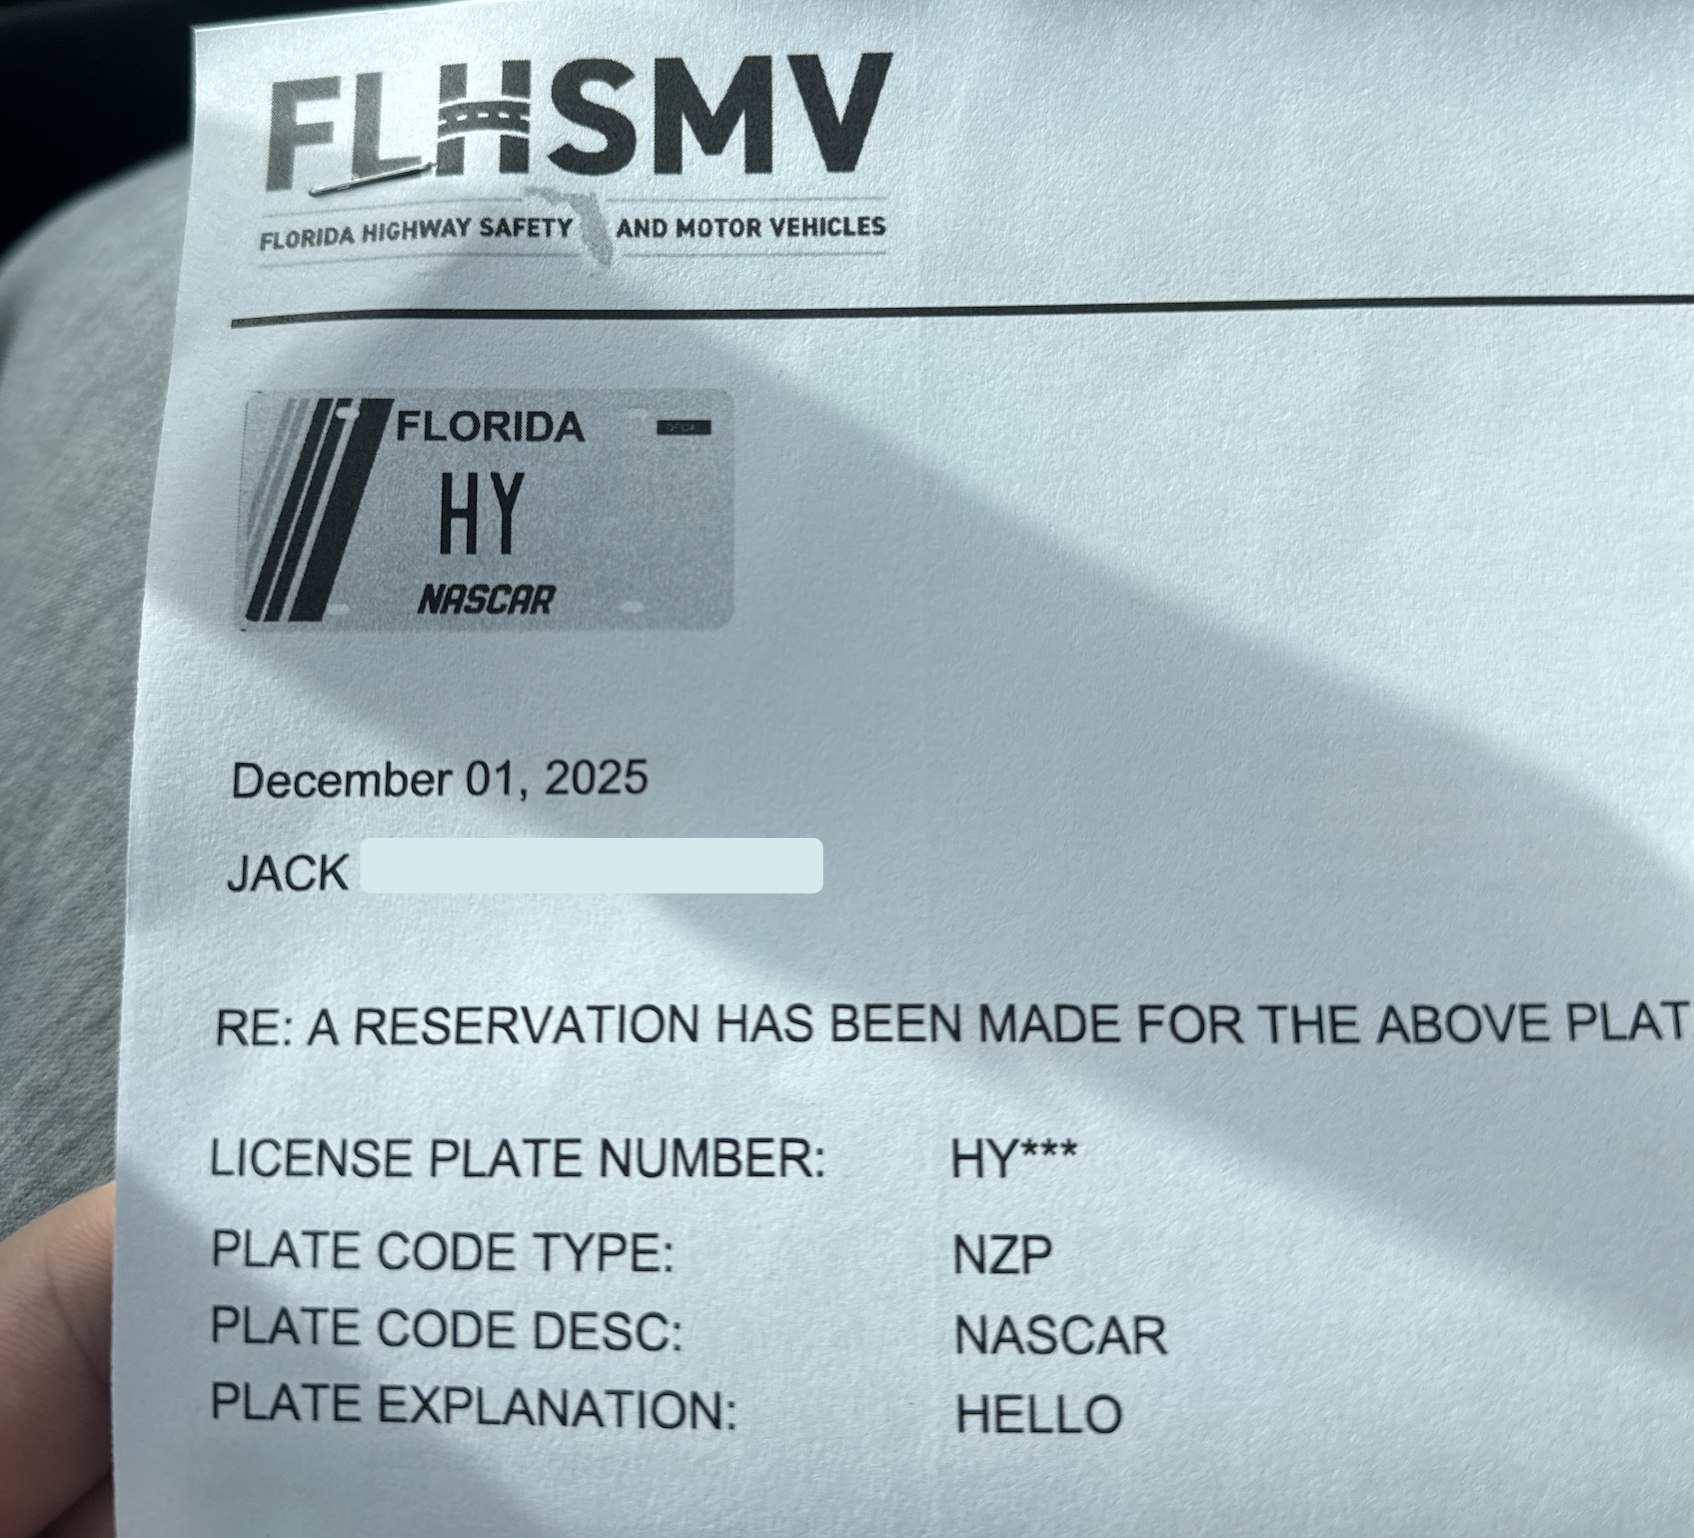 FLHSMV
FLORIDA HIGHWAY SAFETY AND MOTOR VEHICLES
FLORIDA
DECAL
HY
NASCAR
December 01, 2025
JACK
RE: A RESERVATION HAS BEEN MADE FOR THE ABOVE PLAT
LICENSE PLATE NUMBER: HY***
PLATE CODE TYPE: NZP
PLATE CODE DESC: NASCAR
PLATE EXPLANATION: HELLO